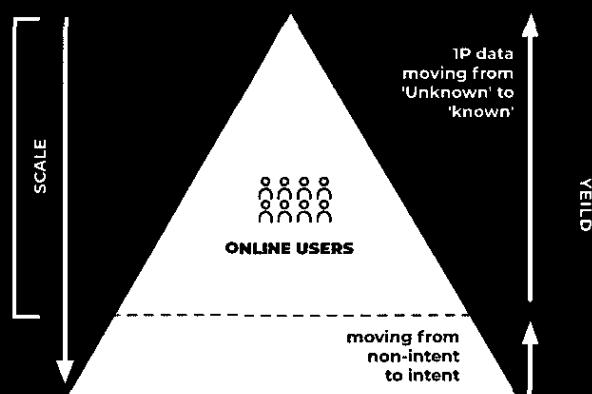 1P data
moving from
'Unknown' to
'known'
SCALE
YEILD
ONLINE USERS
moving from
non-intent
to intent